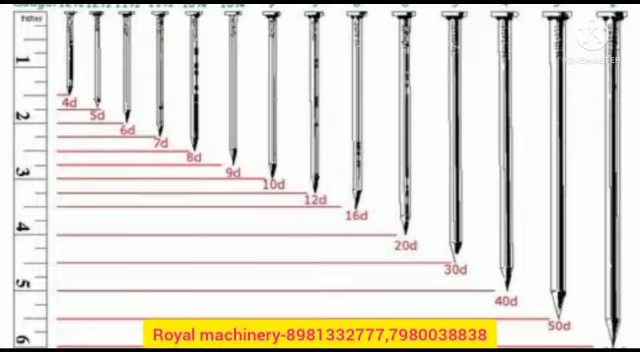 Inches
1
4d
5d
2
6d
7d
8d
9d
3
10d
12d
16d
4
20d
30d
5
40d
50d
6
K
KINEMASTER
Royal machinery-8981332777,7980038838